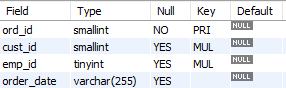 Field Type Null Key Default
ord_id smallint NO PRI NULL
cust_id smallint YES MUL NULL
emp_id tinyint YES MUL NULL
order_date varchar(255) YES NULL